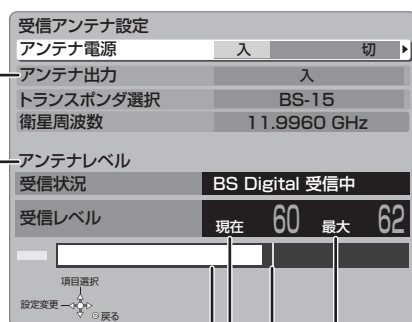 受信アンテナ設定
アンテナ電源 入 切
アンテナ出力 入
トランスポンダ選択 BS-15
衛星周波数 11.9960 GHz
アンテナレベル
受信状況 BS Digital 受信中
受信レベル 現在 60 最大 62
項目選択
設定変更
戻る